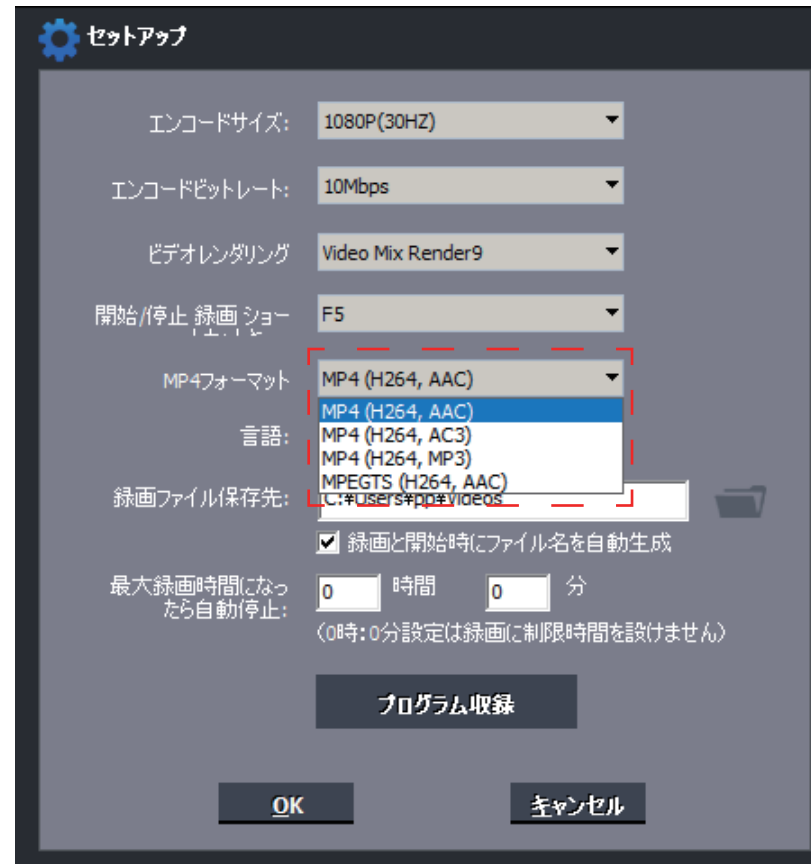 セットアップ
エンコードサイズ: 1080P(30HZ)
エンコードビットレート: 10Mbps
ビデオレンダリング Video Mix Render9
開始/停止 録画 ショー F5
MP4フォーマット MP4 (H264, AAC)
MP4 (H264, AAC)
言語: MP4 (H264, AC3)
MP4 (H264, MP3)
MPEGTS (H264, AAC)
録画ファイル保存先: C:¥Users¥pp¥Videos
録画と開始時にファイル名を自動生成
最大録画時間になっ
たら自動停止: 0 時間 0 分
(0時:0分設定は録画に制限時間を設けません)
プログラム収録
OK キャンセル